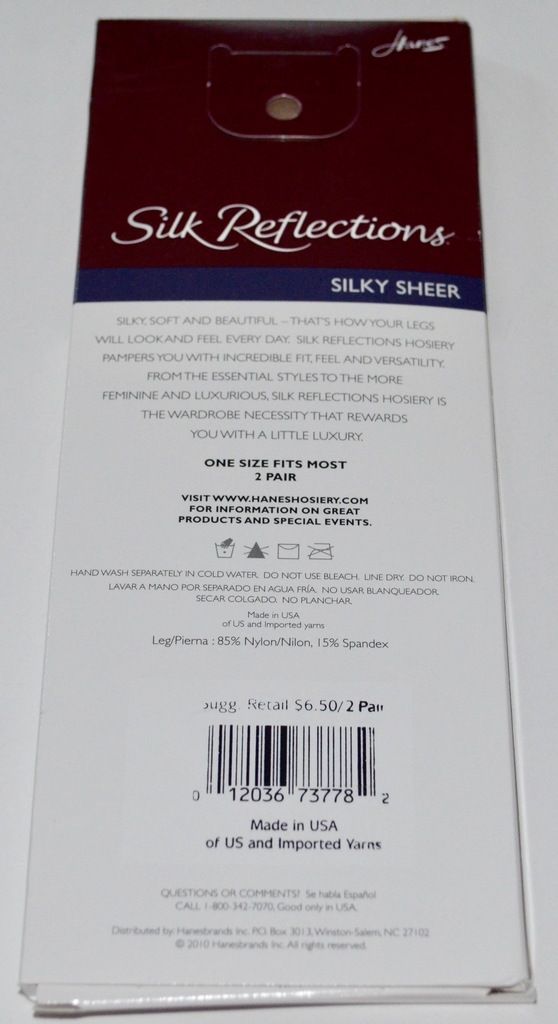 Hanes
Silk Reflections
SILKY SHEER
SILKY, SOFT AND BEAUTIFUL – THAT'S HOW YOUR LEGS
WILL LOOK AND FEEL EVERY DAY. SILK REFLECTIONS HOSIERY
PAMPERS YOU WITH INCREDIBLE FIT, FEEL AND VERSATILITY.
FROM THE ESSENTIAL STYLES TO THE MORE
FEMININE AND LUXURIOUS, SILK REFLECTIONS HOSIERY IS
THE WARDROBE NECESSITY THAT REWARDS
YOU WITH A LITTLE LUXURY.
ONE SIZE FITS MOST
2 PAIR
VISIT WWW.HANESHOSIERY.COM
FOR INFORMATION ON GREAT
PRODUCTS AND SPECIAL EVENTS.
HAND WASH SEPARATELY IN COLD WATER. DO NOT USE BLEACH. LINE DRY. DO NOT IRON.
LAVAR A MANO POR SEPARADO EN AGUA FRÍA. NO USAR BLANQUEADOR.
SECAR COLGADO. NO PLANCHAR.
Made in USA
of US and Imported yarns
Leg/Pierna : 85% Nylon/Nilon, 15% Spandex
Sugg. Retail $6.50/2 Pair
0 12036 73778 2
Made in USA
of US and Imported Yarns
QUESTIONS OR COMMENTS? Se habla Español
CALL 1-800-342-7070, Good only in USA.
Distributed by: Hanesbrands Inc. P.O. Box 3013, Winston-Salem, NC 27102
© 2010 Hanesbrands Inc. All rights reserved.